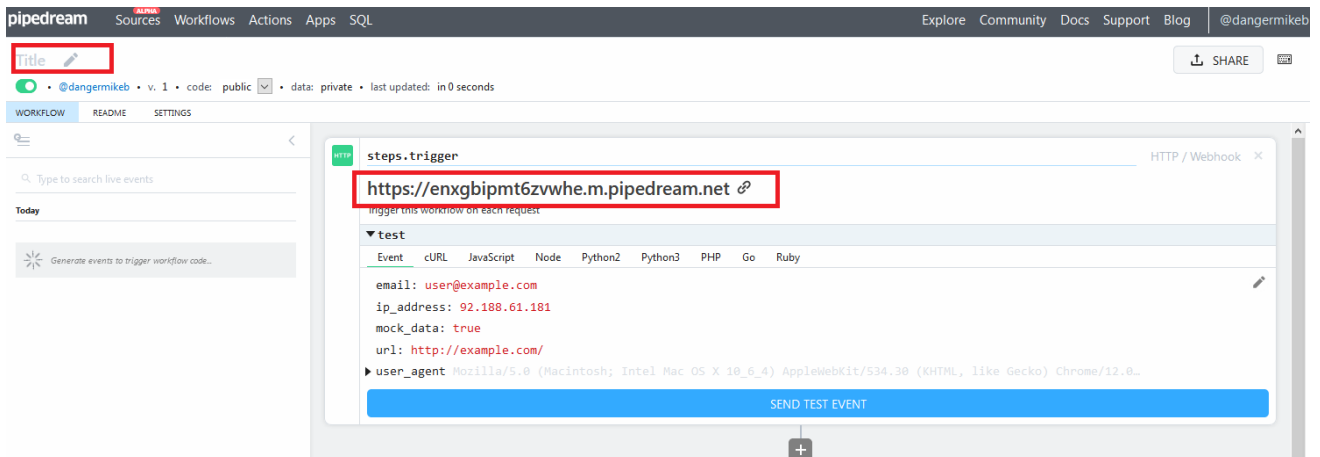 pipedream Sources ALPHA Workflows Actions Apps SQL Explore Community Docs Support Blog @dangermikeb
Title SHARE
• @dangermikeb • v. 1 • code: public • data: private • last updated: in 0 seconds
WORKFLOW README SETTINGS
HTTP steps.trigger HTTP / Webhook ×
Type to search live events
https://enxgbipmt6zvwhe.m.pipedream.net
Today
Trigger this workflow on each request
test
Generate events to trigger workflow code...
Event cURL JavaScript Node Python2 Python3 PHP Go Ruby
email: user@example.com
ip_address: 92.188.61.181
mock_data: true
url: http://example.com/
user_agent Mozilla/5.0 (Macintosh; Intel Mac OS X 10_6_4) AppleWebKit/534.30 (KHTML, like Gecko) Chrome/12.0…
SEND TEST EVENT
+